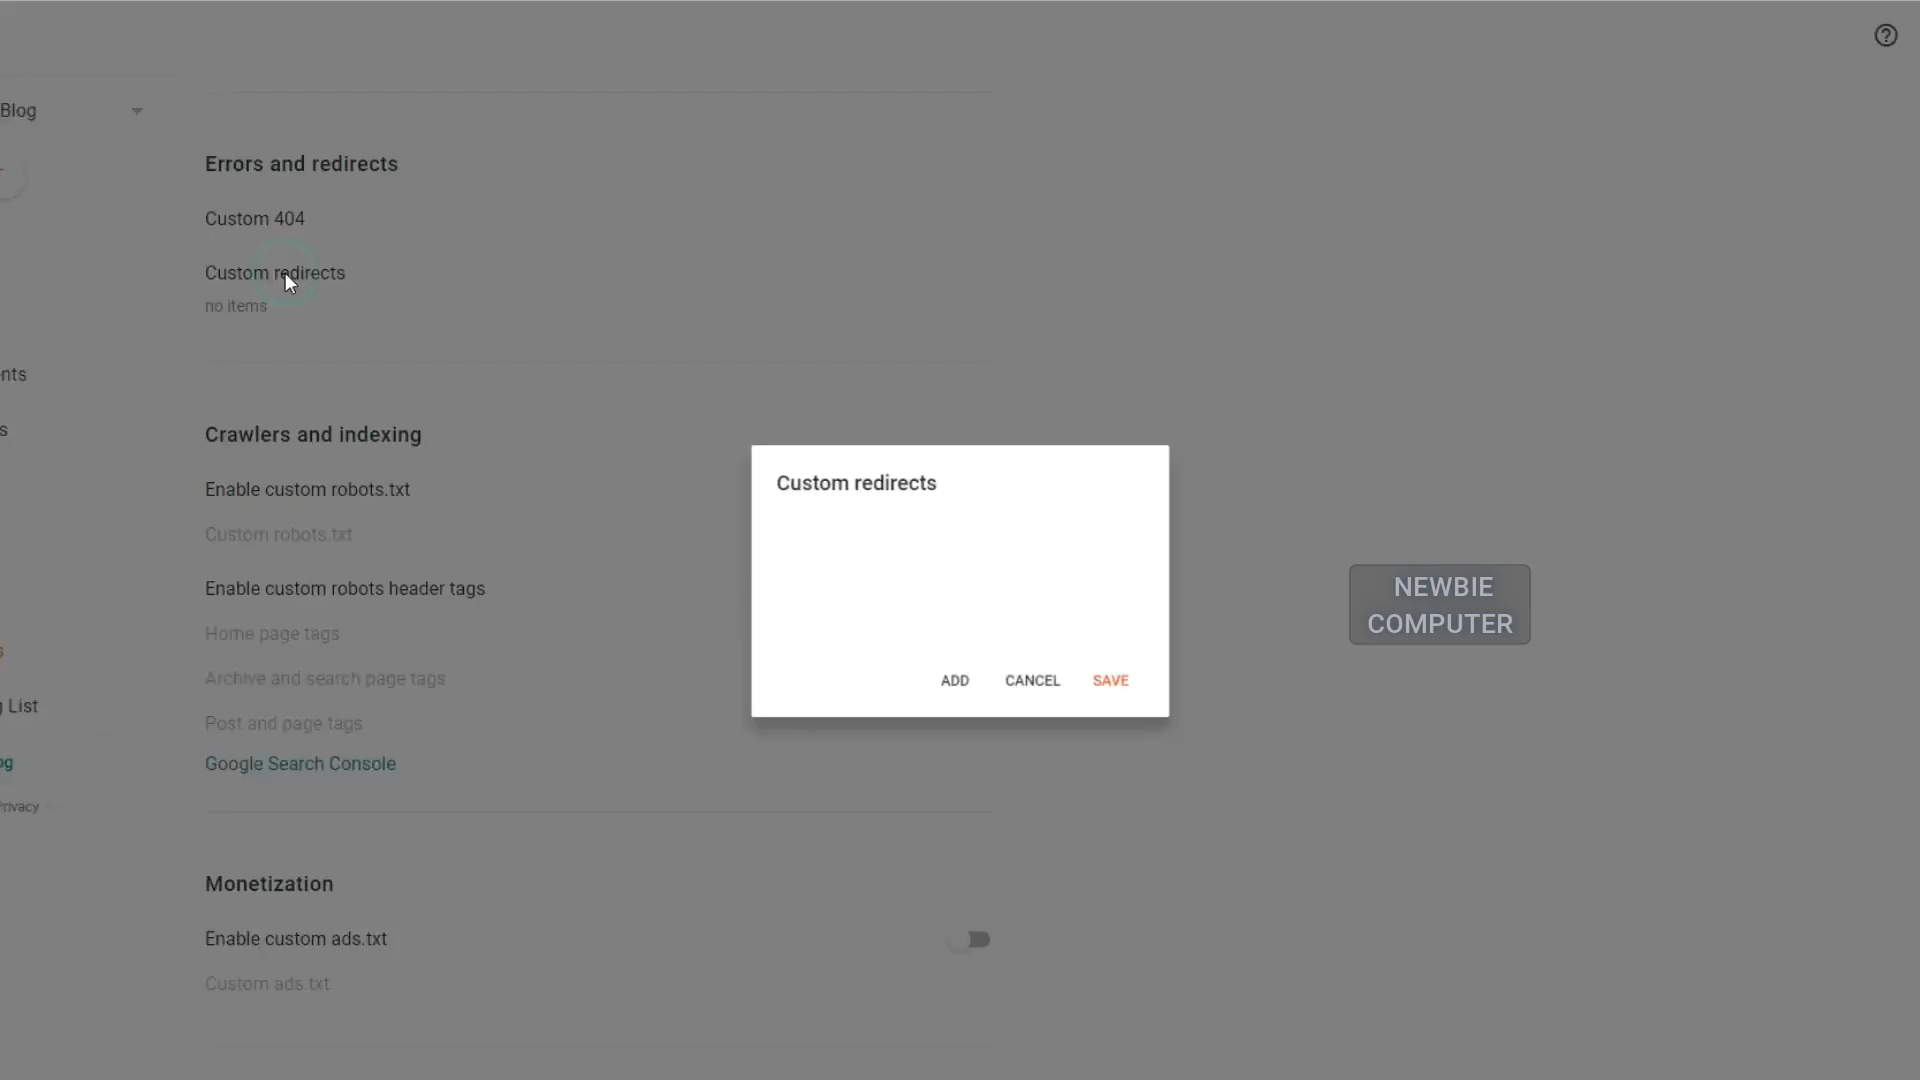 Blog
Errors and redirects
Custom 404
Custom redirects
no items
nts
s
Crawlers and indexing
Enable custom robots.txt
Custom robots.txt
Enable custom robots header tags
Home page tags
Archive and search page tags
Post and page tags
Google Search Console
s
List
og
Privacy
Monetization
Enable custom ads.txt
Custom ads.txt
Custom redirects
ADD CANCEL SAVE
NEWBIE
COMPUTER